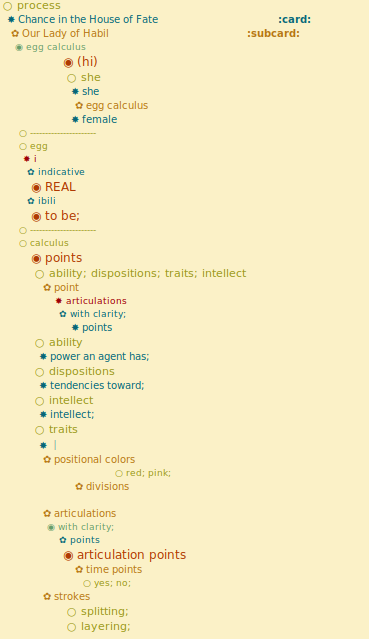 process
Chance in the House of Fate :card:
Our Lady of Habil :subcard:
egg calculus
(hi)
she
she
egg calculus
female
----------------------
egg
i
indicative
REAL
ibili
to be;
----------------------
calculus
points
ability; dispositions; traits; intellect
point
articulations
with clarity;
points
ability
power an agent has;
dispositions
tendencies toward;
intellect
intellect;
traits
|
positional colors
red; pink;
divisions
articulations
with clarity;
points
articulation points
time points
yes; no;
strokes
splitting;
layering;